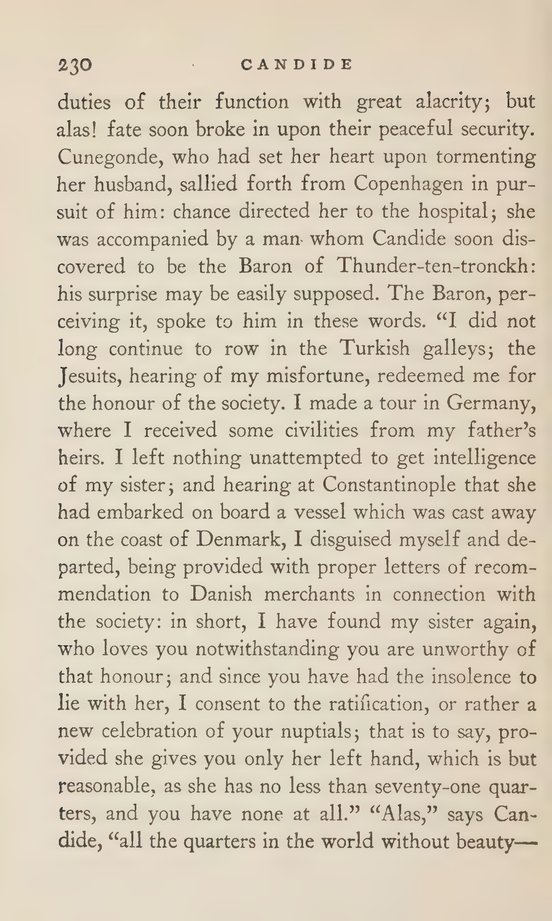 230 CANDIDE
duties of their function with great alacrity; but
alas! fate soon broke in upon their peaceful security.
Cunegonde, who had set her heart upon tormenting
her husband, sallied forth from Copenhagen in pur-
suit of him: chance directed her to the hospital; she
was accompanied by a man whom Candide soon dis-
covered to be the Baron of Thunder-ten-tronckh:
his surprise may be easily supposed. The Baron, per-
ceiving it, spoke to him in these words. “I did not
long continue to row in the Turkish galleys; the
Jesuits, hearing of my misfortune, redeemed me for
the honour of the society. I made a tour in Germany,
where I received some civilities from my father’s
heirs. I left nothing unattempted to get intelligence
of my sister; and hearing at Constantinople that she
had embarked on board a vessel which was cast away
on the coast of Denmark, I disguised myself and de-
parted, being provided with proper letters of recom-
mendation to Danish merchants in connection with
the society: in short, I have found my sister again,
who loves you notwithstanding you are unworthy of
that honour; and since you have had the insolence to
lie with her, I consent to the ratification, or rather a
new celebration of your nuptials; that is to say, pro-
vided she gives you only her left hand, which is but
reasonable, as she has no less than seventy-one quar-
ters, and you have none at all.” “Alas,” says Can-
dide, “all the quarters in the world without beauty—